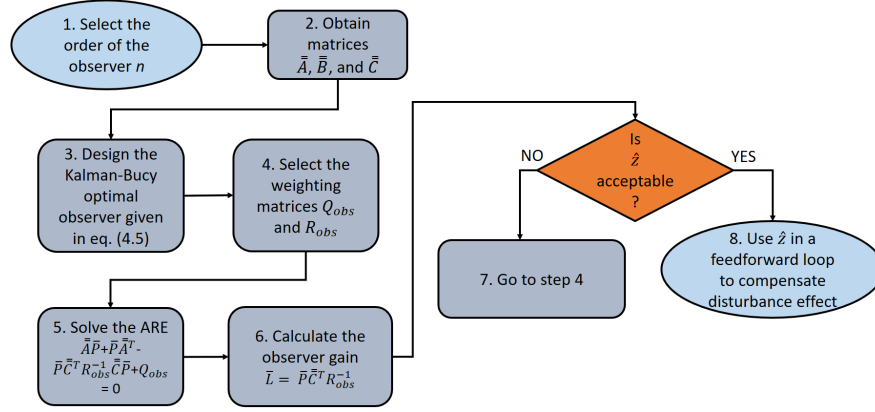 1. Select the
order of the
observer n
2. Obtain
matrices
A̿, B̿, and C̿
3. Design the
Kalman-Bucy
optimal
observer given
in eq. (4.5)
4. Select the
weighting
matrices Q_obs
and R_obs
5. Solve the ARE
A̿P̄+P̄A̿^T-
P̄C̿^T R_obs^-1 C̿P̄+Q_obs
= 0
6. Calculate the
observer gain
L̄ = P̄C̿^T R_obs^-1
Is
ẑ
acceptable
?
NO
YES
7. Go to step 4
8. Use ẑ in a
feedforward loop
to compensate
disturbance effect